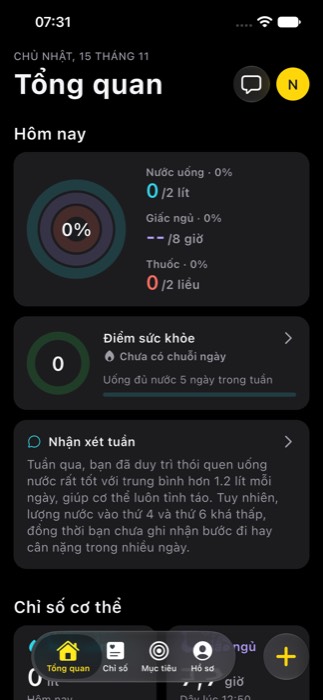 07:31
CHỦ NHẬT, 15 THÁNG 11
Tổng quan
N
Hôm nay
0%
Nước uống · 0%
0 /2 lít
Giấc ngủ · 0%
-- /8 giờ
Thuốc · 0%
0 /2 liều
0
Điểm sức khỏe
Chưa có chuỗi ngày
Uống đủ nước 5 ngày trong tuần
Nhận xét tuần
Tuần qua, bạn đã duy trì thói quen uống
nước rất tốt với trung bình hơn 1.2 lít mỗi
ngày, giúp cơ thể luôn tỉnh táo. Tuy nhiên,
lượng nước vào thứ 4 và thứ 6 khá thấp,
đồng thời bạn chưa ghi nhận bước đi hay
cân nặng trong nhiều ngày.
Chỉ số cơ thể
ngủ
0 lít
giờ
Tổng quan
Chỉ số
Mục tiêu
Hồ sơ